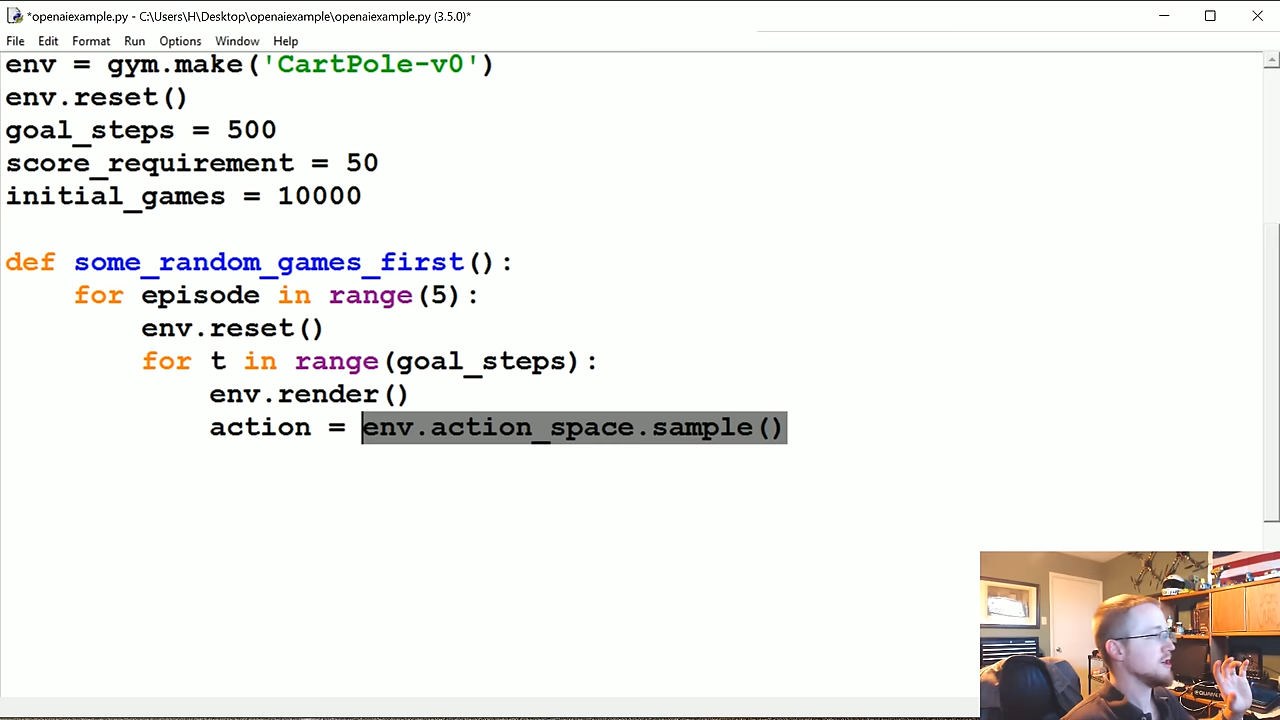 *openaiexample.py - C:\Users\H\Desktop\openaiexample\openaiexample.py (3.5.0)*
File Edit Format Run Options Window Help
env = gym.make('CartPole-v0')
env.reset()
goal_steps = 500
score_requirement = 50
initial_games = 10000
def some_random_games_first():
for episode in range(5):
env.reset()
for t in range(goal_steps):
env.render()
action = env.action_space.sample()